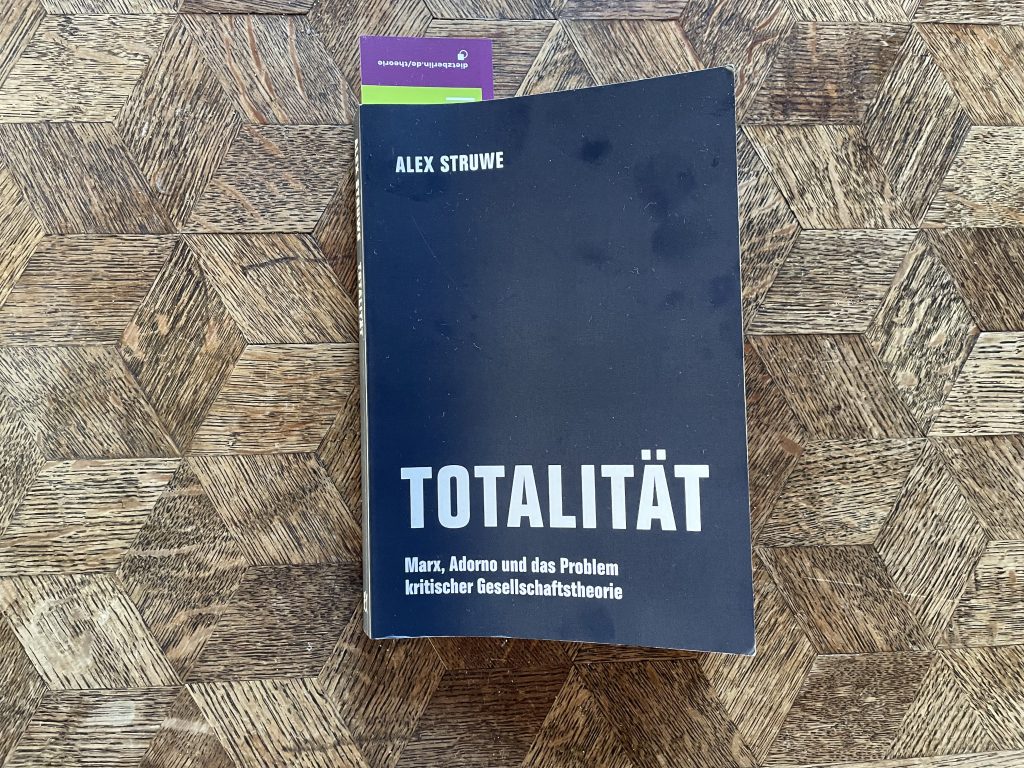 dietzberlin.de/theorie
ALEX STRUWE
TOTALITÄT
Marx, Adorno und das Problem
kritischer Gesellschaftstheorie